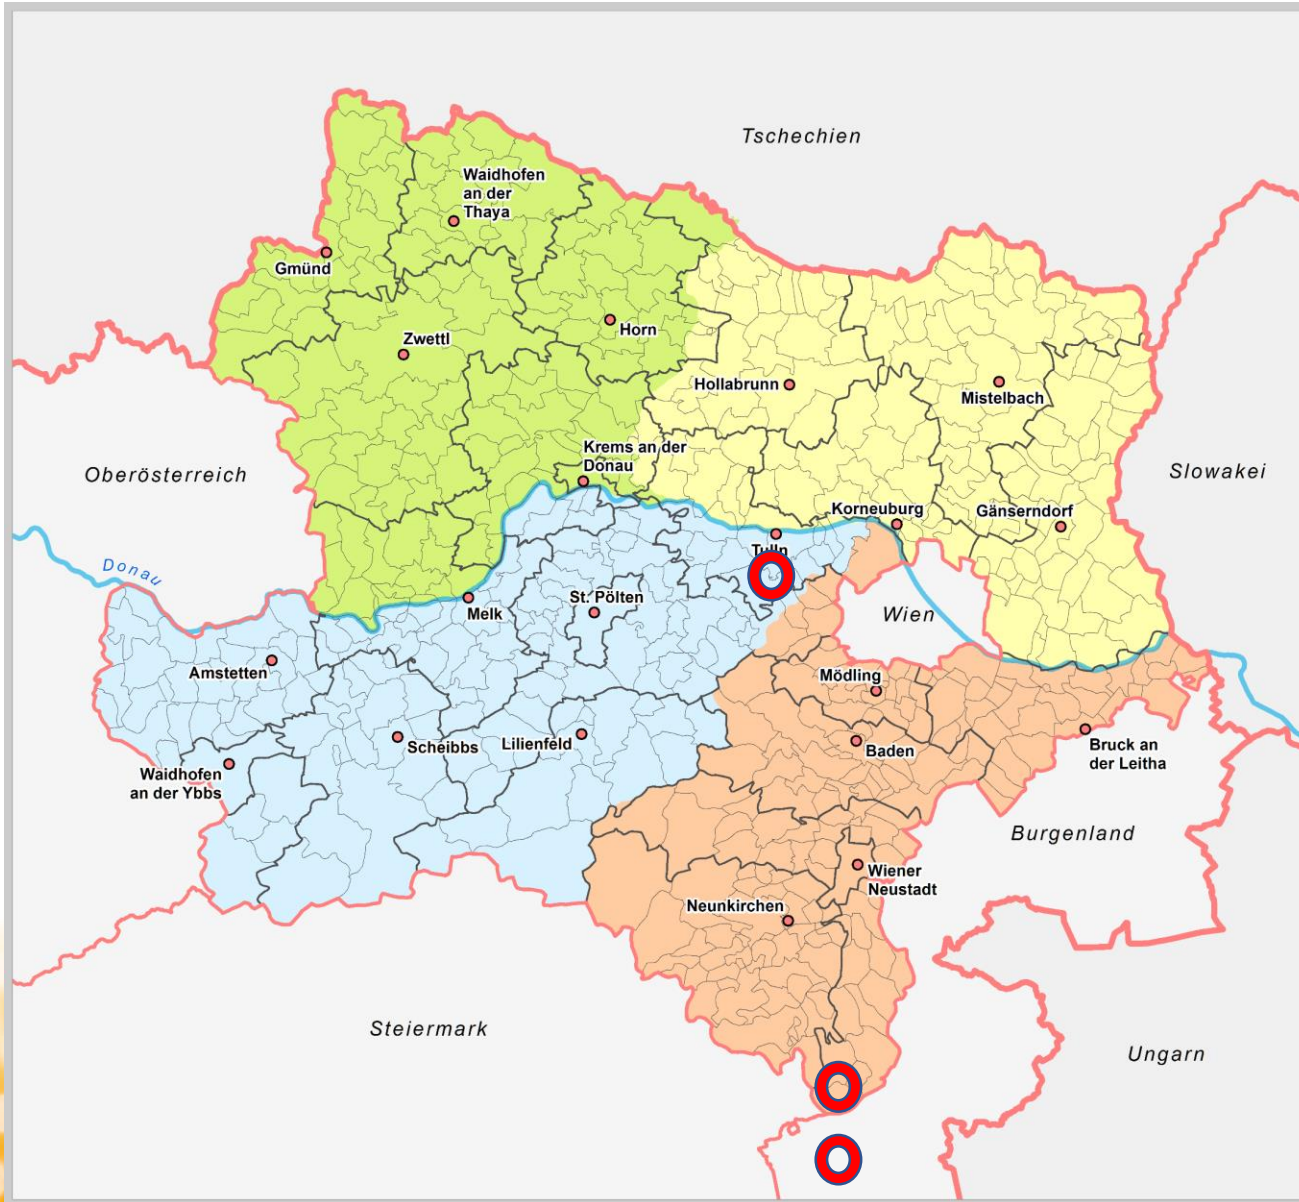 Tschechien
Waidhofen
an der
Thaya
Gmünd
Horn
Zwettl
Hollabrunn
Mistelbach
Krems an der
Donau
Oberösterreich
Slowakei
Korneuburg
Gänserndorf
Tulln
Donau
St. Pölten
Melk
Wien
Amstetten
Mödling
Scheibbs
Lilienfeld
Baden
Bruck an
der Leitha
Waidhofen
an der Ybbs
Burgenland
Wiener
Neustadt
Neunkirchen
Steiermark
Ungarn